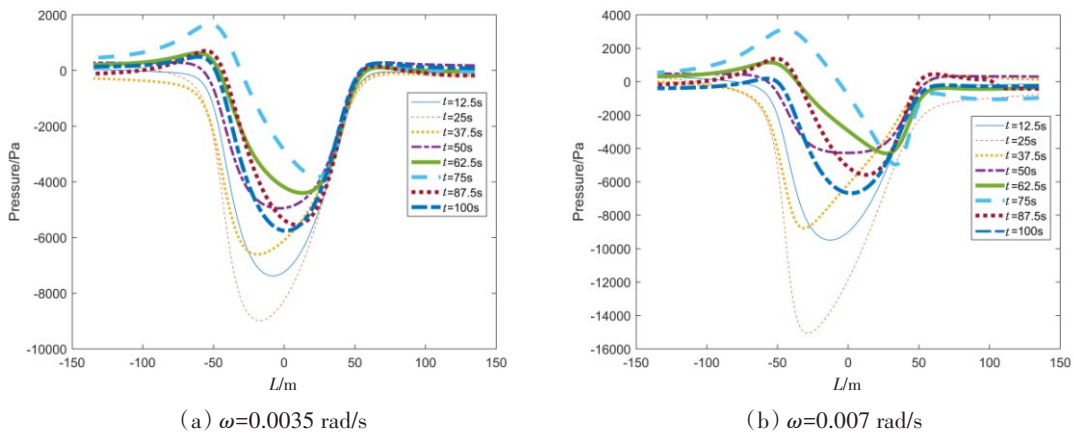 2000
0
-2000
-4000
-6000
-8000
-10000
-150
-100
-50
0
50
100
150
Pressure/Pa
L/m
t=12.5s
t=25s
t=37.5s
t=50s
t=62.5s
t=75s
t=87.5s
t=100s
(a) ω=0.0035 rad/s
4000
2000
0
-2000
-4000
-6000
-8000
-10000
-12000
-14000
-16000
-150
-100
-50
0
50
100
150
Pressure/Pa
L/m
t=12.5s
t=25s
t=37.5s
t=50s
t=62.5s
t=75s
t=87.5s
t=100s
(b) ω=0.007 rad/s